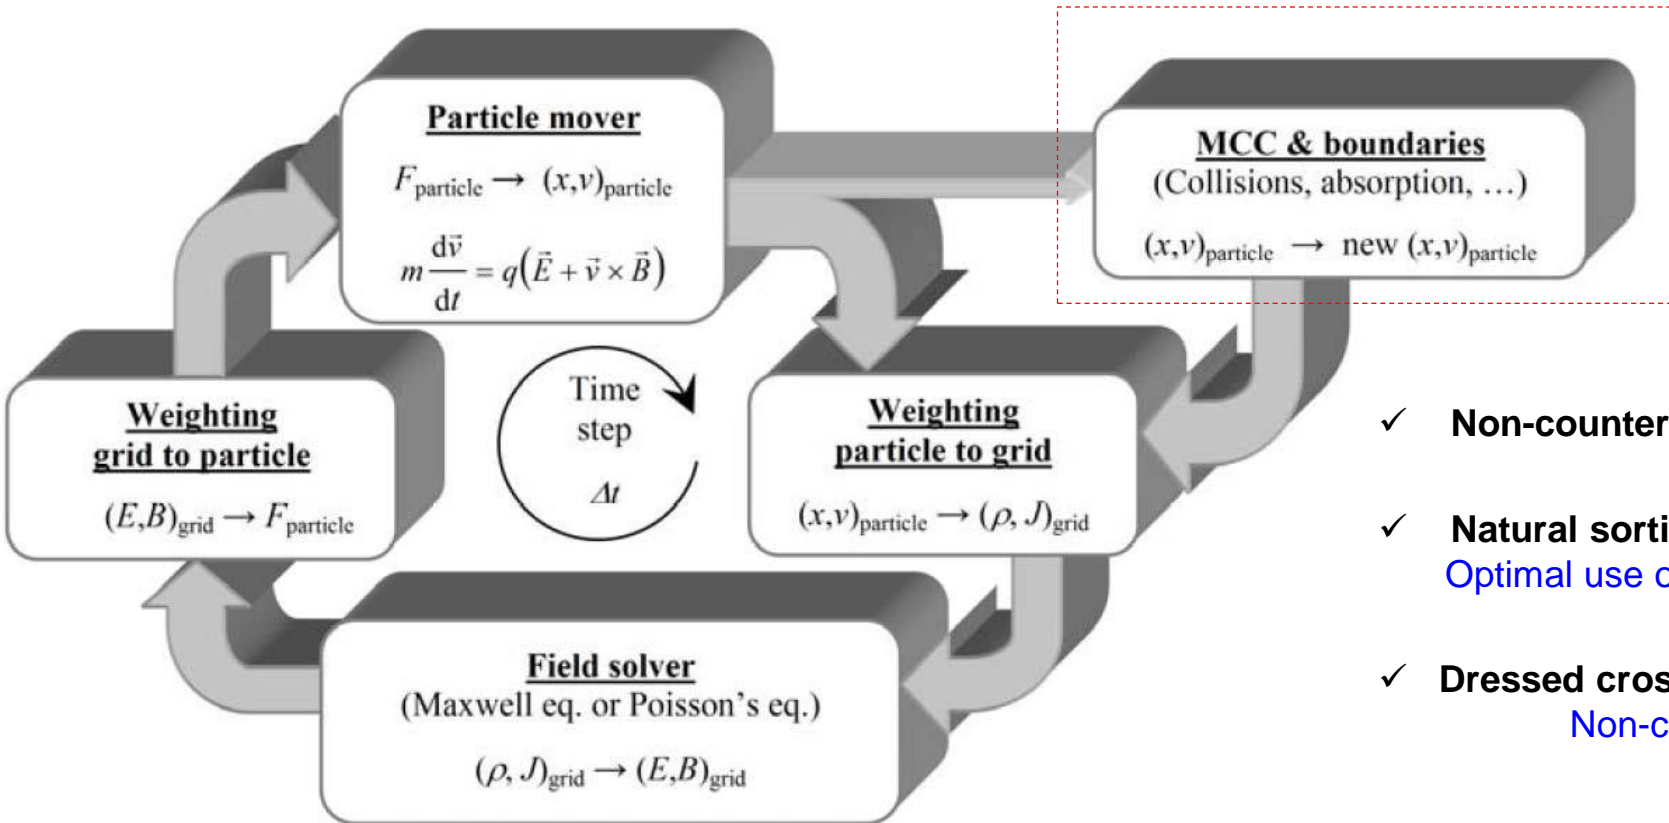 Particle mover
F_particle → (x,v)_particle
m dv⃗/dt = q(E⃗ + v⃗ × B⃗)
MCC & boundaries
(Collisions, absorption, …)
(x,v)_particle → new (x,v)_particle
Weighting
grid to particle
(E,B)_grid → F_particle
Time
step
Δt
Weighting
particle to grid
(x,v)_particle → (ρ, J)_grid
Field solver
(Maxwell eq. or Poisson's eq.)
(ρ, J)_grid → (E,B)_grid
✓ Non-counter
✓ Natural sorti
Optimal use
✓ Dressed cros
Non-c